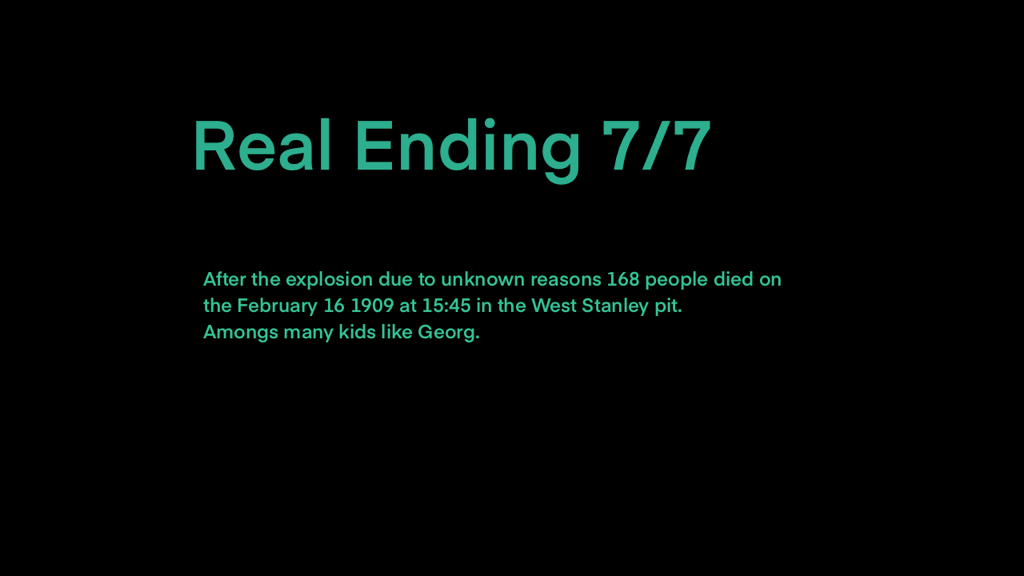 Real Ending 7/7
After the explosion due to unknown reasons 168 people died on
the February 16 1909 at 15:45 in the West Stanley pit.
Amongs many kids like Georg.